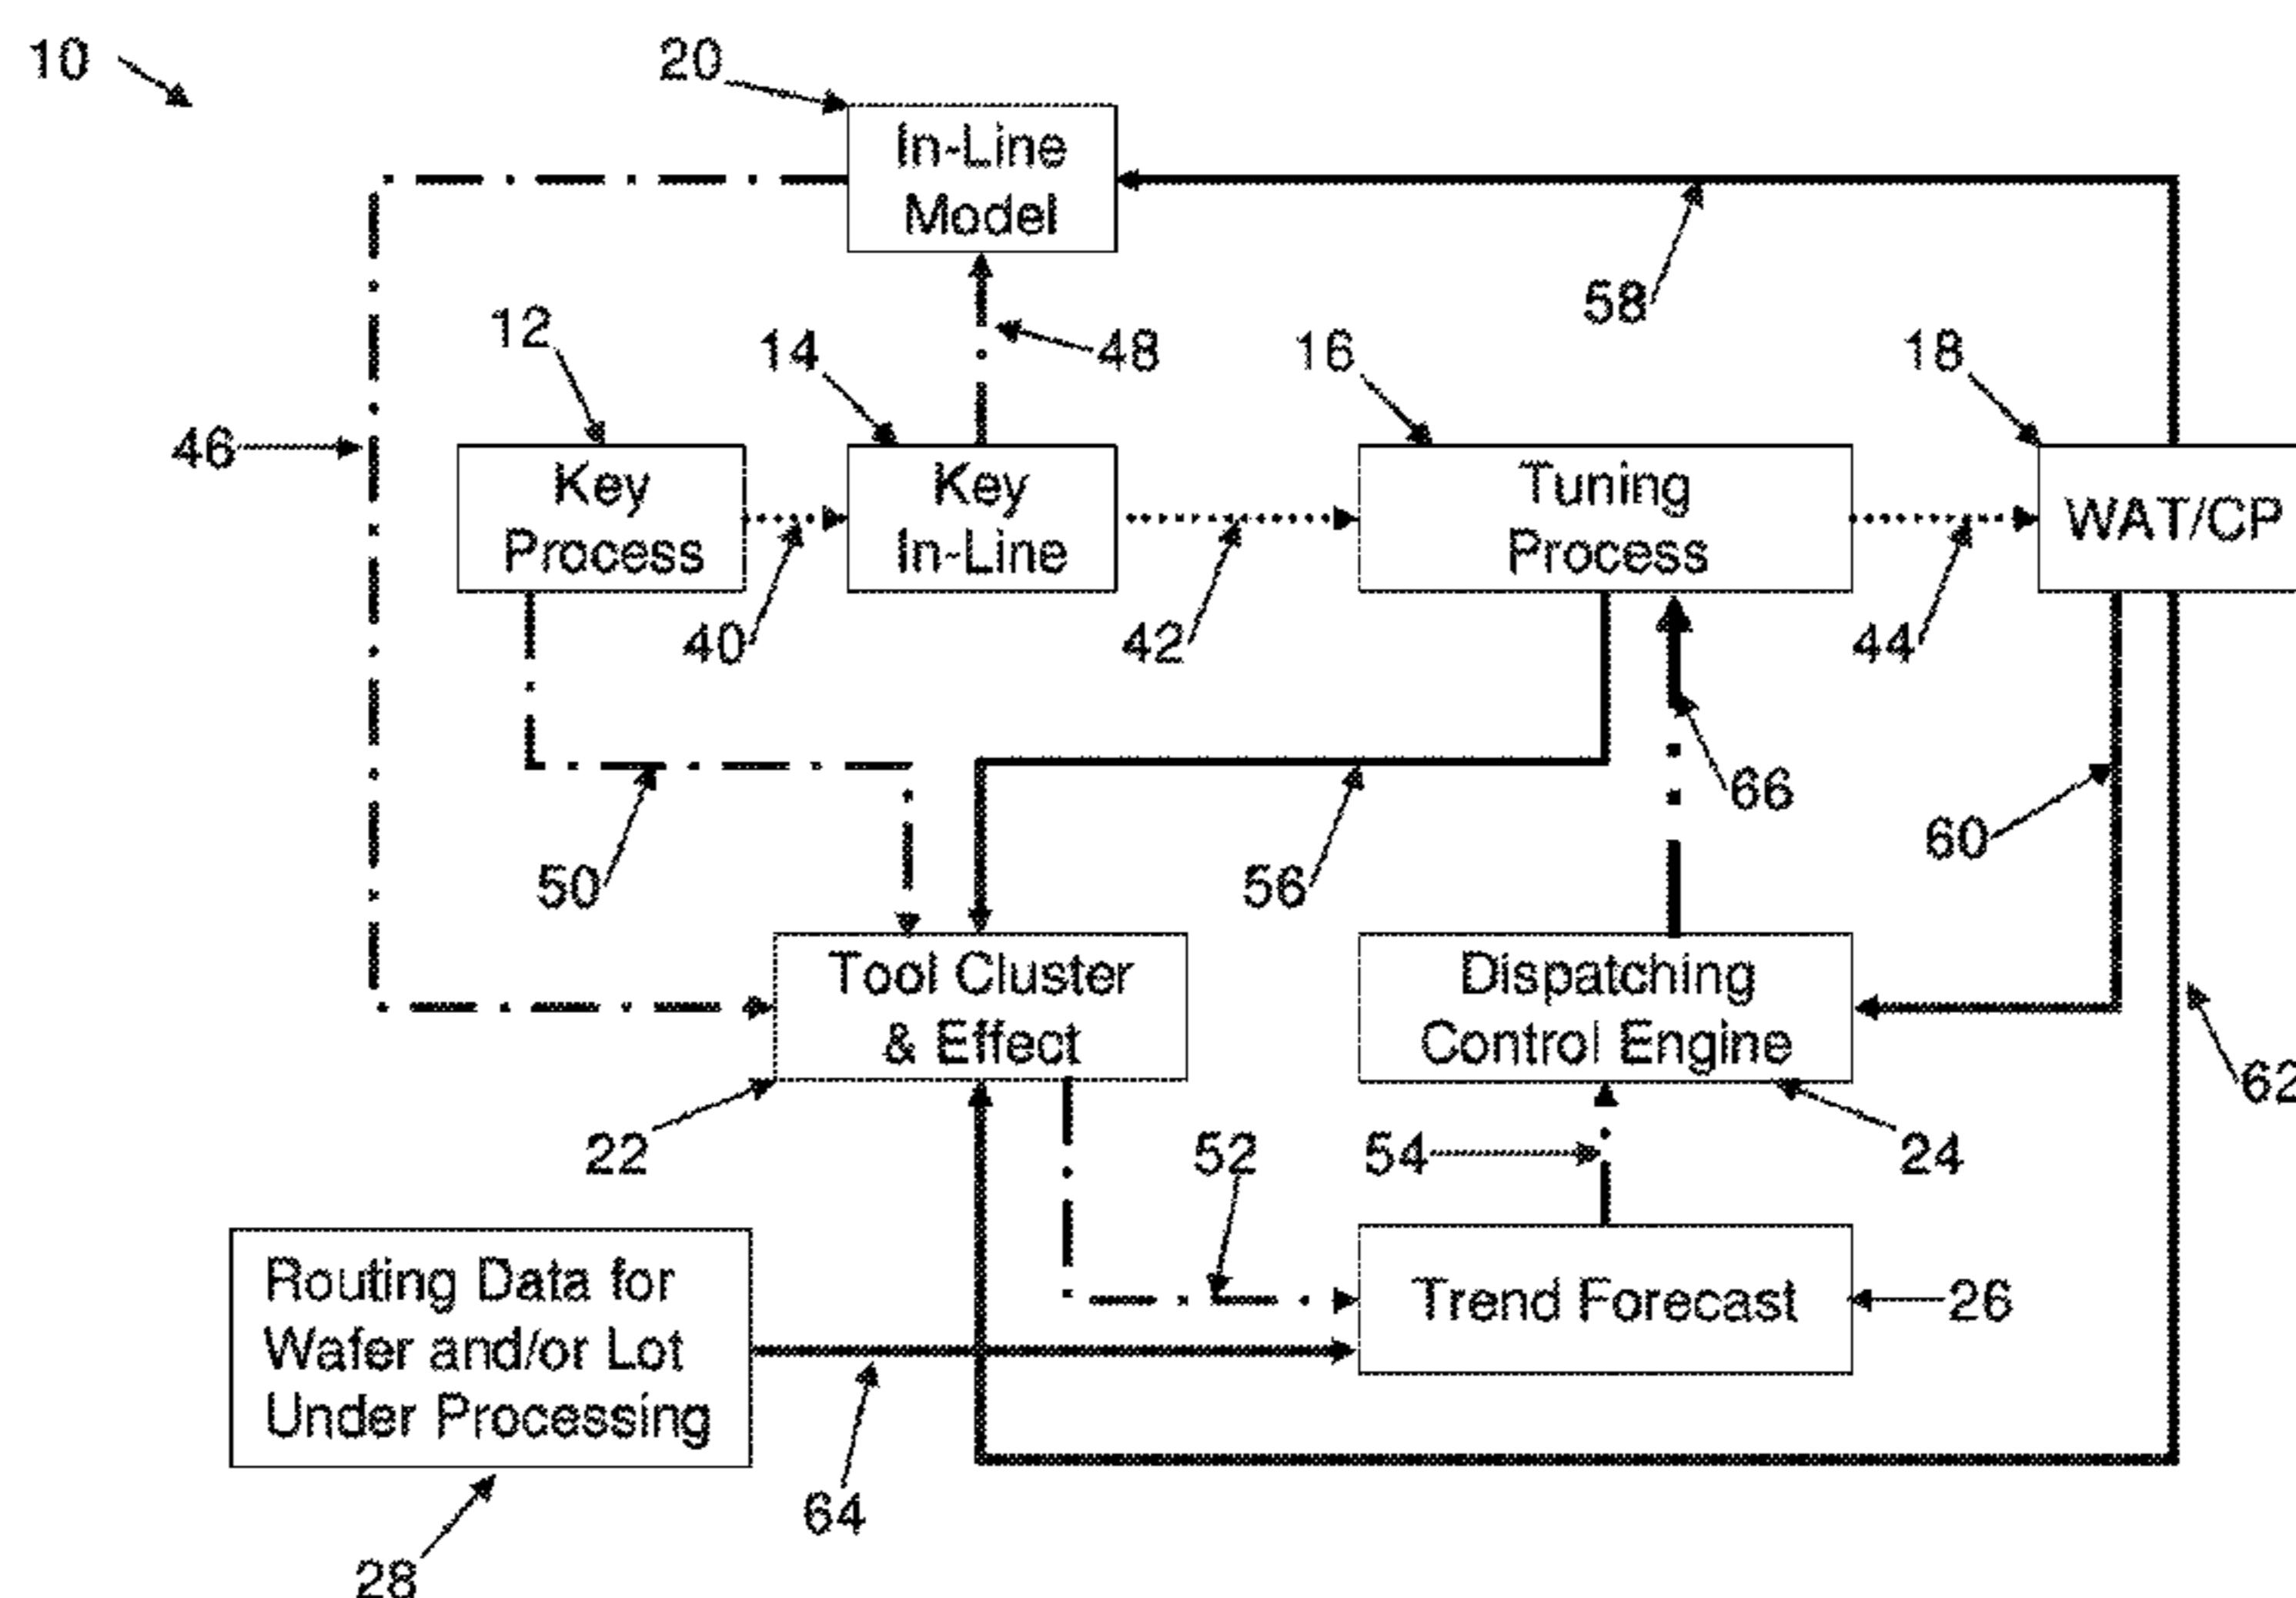 10
20
In-Line
Model
58
12
14
48
16
18
46
Key
Process
Key
In-Line
Tuning
Process
WAT/CP
40
42
44
66
50
56
60
Tool Cluster
& Effect
Dispatching
Control Engine
62
22
52
54
24
Routing Data for
Wafer and/or Lot
Under Processing
Trend Forecast
26
64
28